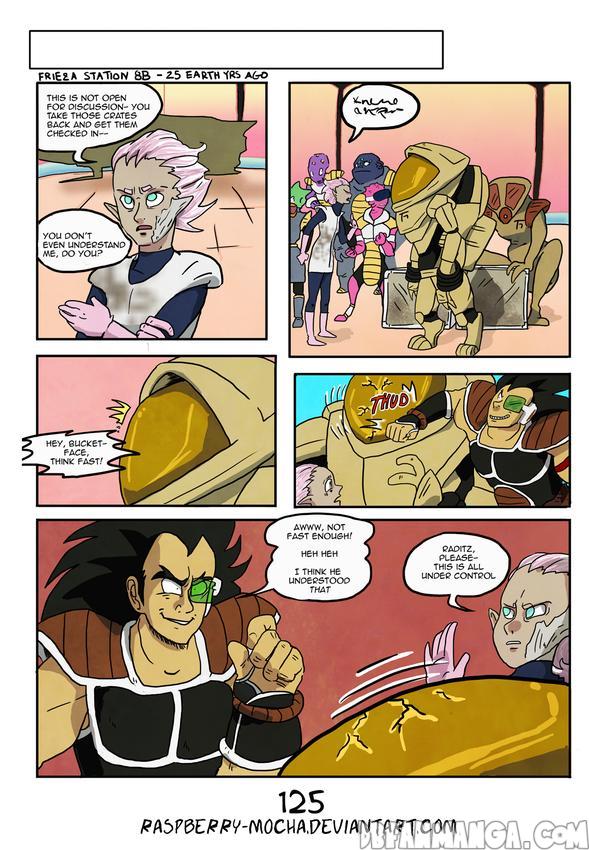 FRIEZA STATION 8B - 25 EARTH YRS AGO
THIS IS NOT OPEN
FOR DISCUSSION- YOU
TAKE THOSE CRATES
BACK AND GET THEM
CHECKED IN--
YOU DON'T
EVEN UNDERSTAND
ME, DO YOU?
HEY, BUCKET-
FACE,
THINK FAST!
THUD
AWWW, NOT
FAST ENOUGH!
HEH HEH
I THINK HE
UNDERSTOOOD
THAT
RADITZ,
PLEASE-
THIS IS ALL
UNDER CONTROL
125
RASPBERRY-MOCHA.DEVIANTART.COM
DBFANMANGA.COM